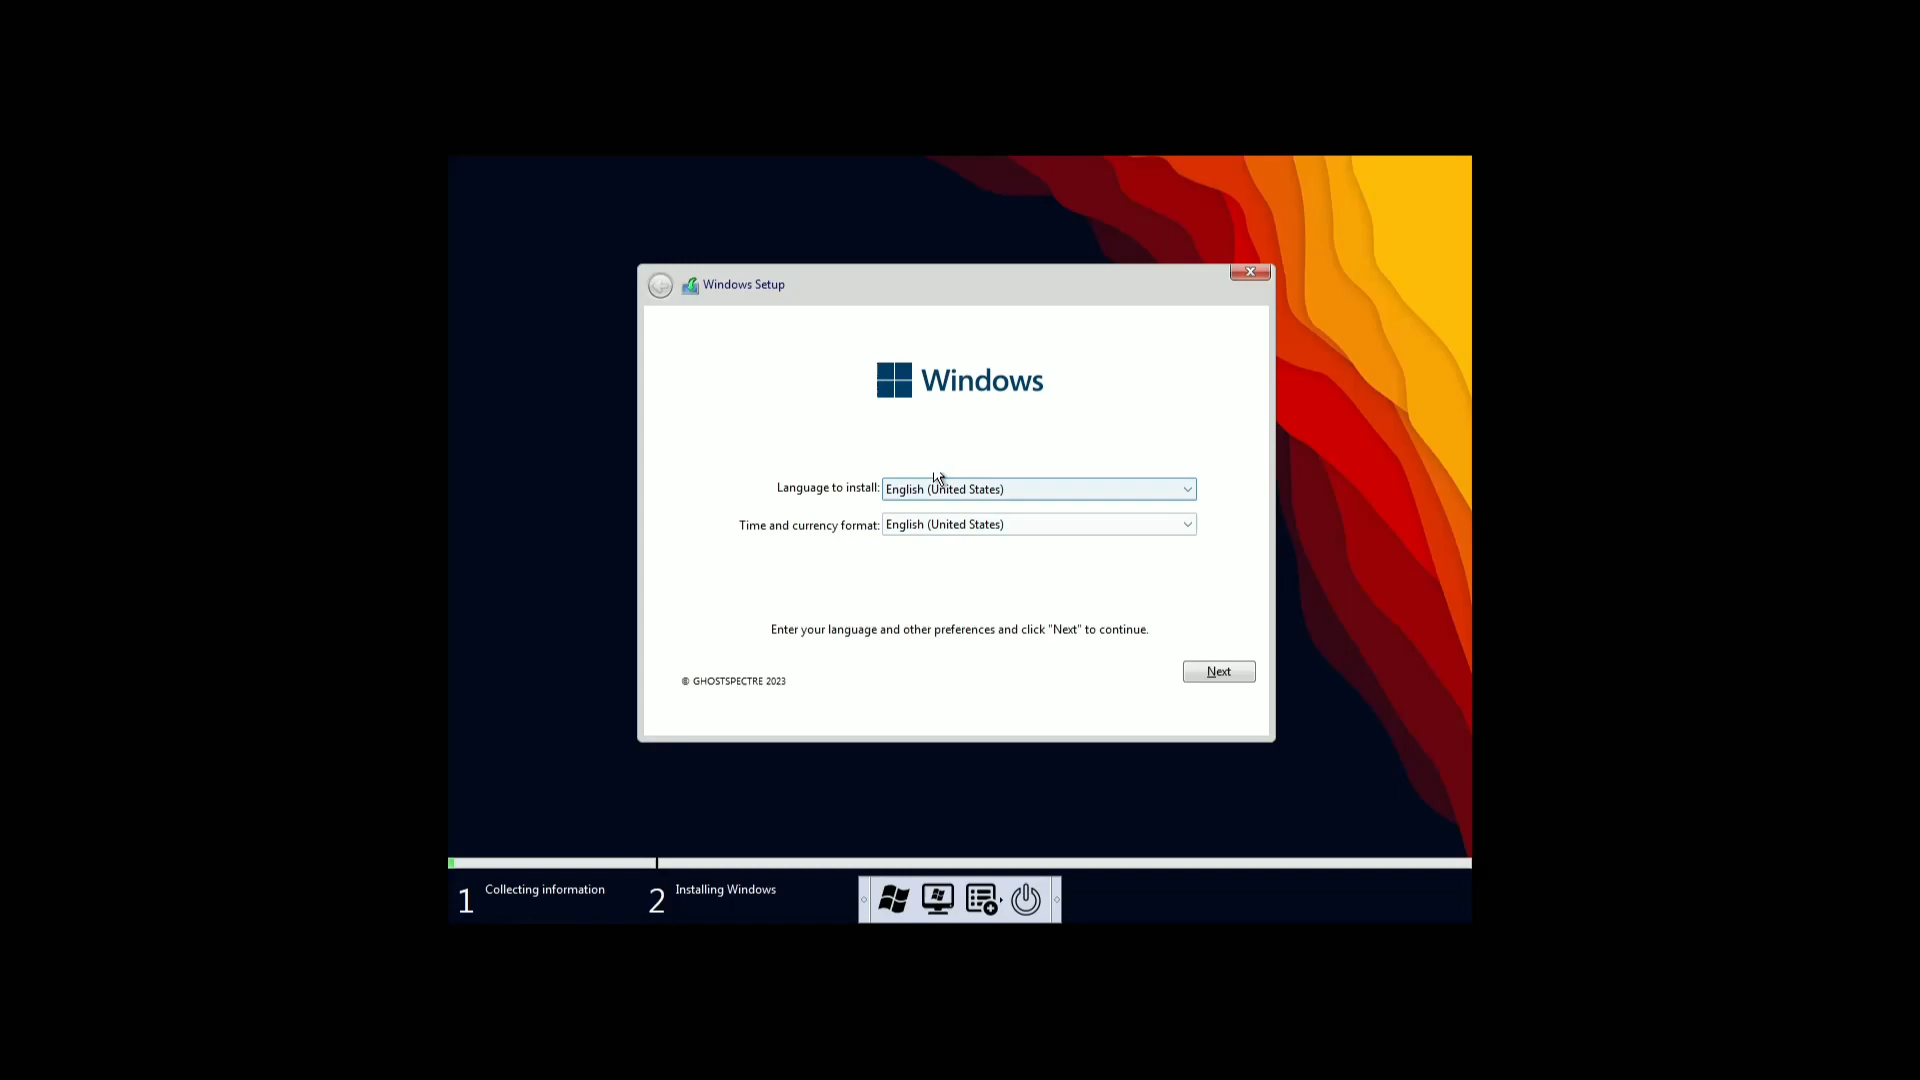 Windows Setup
Windows
Language to install: English (United States)
Time and currency format: English (United States)
Enter your language and other preferences and click "Next" to continue.
Next
© GHOSTSPECTRE 2023
1 Collecting information
2 Installing Windows